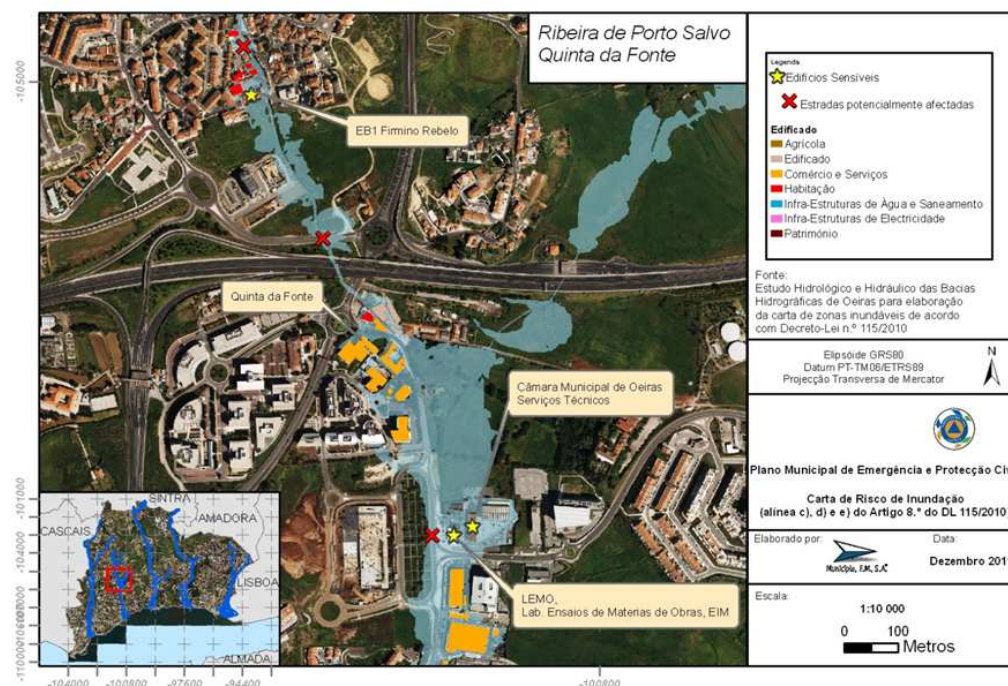 Ribeira de Porto Salvo
Quinta da Fonte
EB1 Firmino Rebelo
Quinta da Fonte
Câmara Municipal de Oeiras
Serviços Técnicos
LEMO,
Lab. Ensaios de Materias de Obras, EIM
Legenda
Edifícios Sensíveis
Estradas potencialmente afectadas
Edificado
Agrícola
Edificado
Comércio e Serviços
Habitação
Infra-Estruturas de Água e Saneamento
Infra-Estruturas de Electricidade
Património
Fonte:
Estudo Hidrológico e Hidráulico das Bacias
Hidrográficas de Oeiras para elaboração
da carta de zonas inundáveis de acordo
com Decreto-Lei n.º 115/2010
Elipsóide GRS80
Datum PT-TM06/ETRS89
Projecção Transversa de Mercator
N
Plano Municipal de Emergência e Protecção Ci
Carta de Risco de Inundação
(alínea c), d) e e) do Artigo 8.º do DL 115/2010
Elaborado por:
Município, E.M, S.A.
Data:
Dezembro 201
Escala:
1:10 000
0 100
Metros
SINTRA
AMADORA
CASCAIS
LISBOA
ALMADA
-105000
-101000
-103000
-104000
-100800
-97600
-94400
-100800